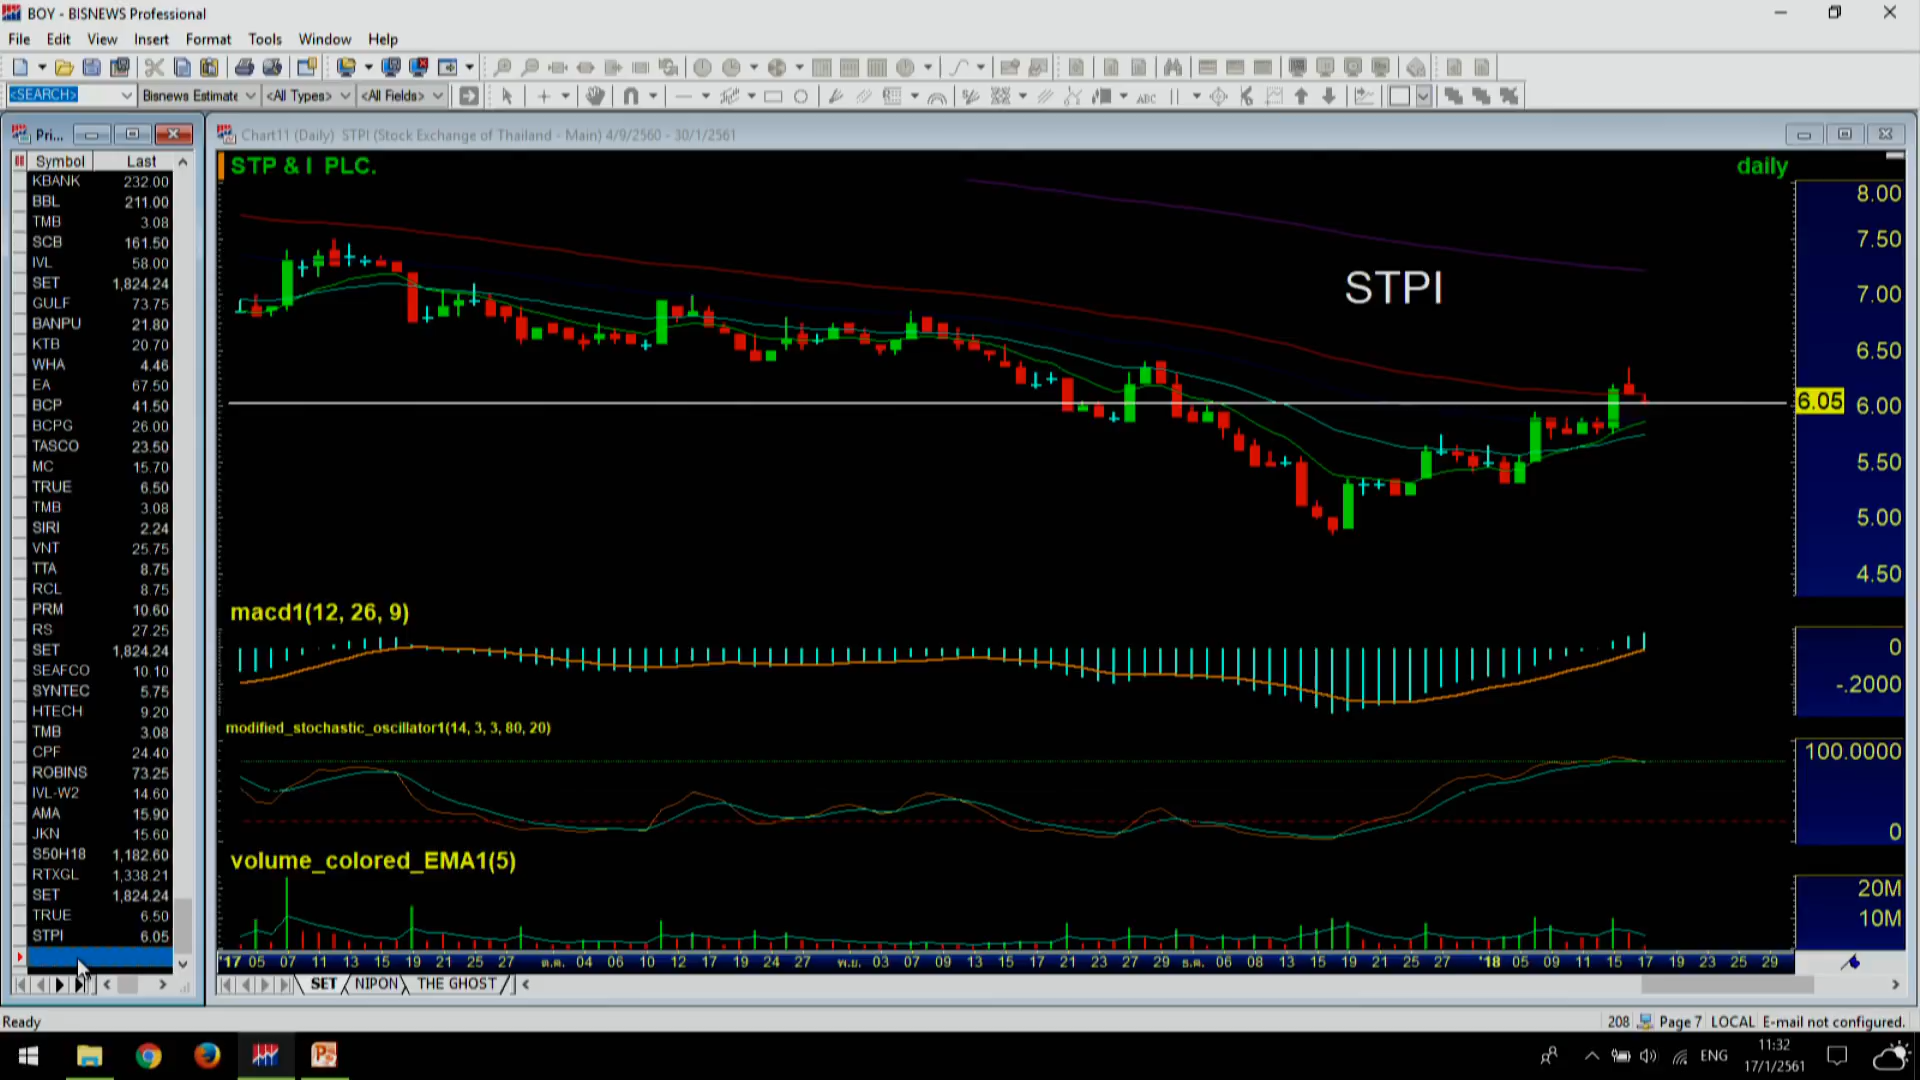 BOY - BISNEWS Professional
File Edit View Insert Format Tools Window Help
<SEARCH> Bisnews Estimate <All Types> <All Fields>
ABC
Pri...
Symbol Last
KBANK 232.00
BBL 211.00
TMB 3.08
SCB 161.50
IVL 58.00
SET 1,824.24
GULF 73.75
BANPU 21.80
KTB 20.70
WHA 4.46
EA 67.50
BCP 41.50
BCPG 26.00
TASCO 23.50
MC 15.70
TRUE 6.50
TMB 3.08
SIRI 2.24
VNT 25.75
TTA 8.75
RCL 8.75
PRM 10.60
RS 27.25
SET 1,824.24
SEAFCO 10.10
SYNTEC 5.75
HTECH 9.20
TMB 3.08
CPF 24.40
ROBINS 73.25
IVL-W2 14.60
AMA 15.90
JKN 15.60
S50H18 1,182.60
RTXGL 1,338.21
SET 1,824.24
TRUE 6.50
STPI 6.05
Chart11 (Daily) STPI (Stock Exchange of Thailand - Main) 4/9/2560 - 30/1/2561
STP & I PLC.
daily
STPI
8.00
7.50
7.00
6.50
6.05 6.00
5.50
5.00
4.50
macd1(12, 26, 9)
0
-.2000
modified_stochastic_oscillator1(14, 3, 3, 80, 20)
100.0000
0
volume_colored_EMA1(5)
20M
10M
'17 05 07 11 13 15 19 21 25 27 ต.ค. 04 06 10 12 17 19 24 27 พ.ย. 03 07 09 13 15 17 21 23 27 29 ธ.ค. 06 08 13 15 19 21 25 27 '18 05 09 11 15 17 19 23 25 29
SET NIPON THE GHOST
Ready
208 Page 7 LOCAL E-mail not configured.
ENG
11:32
17/1/2561